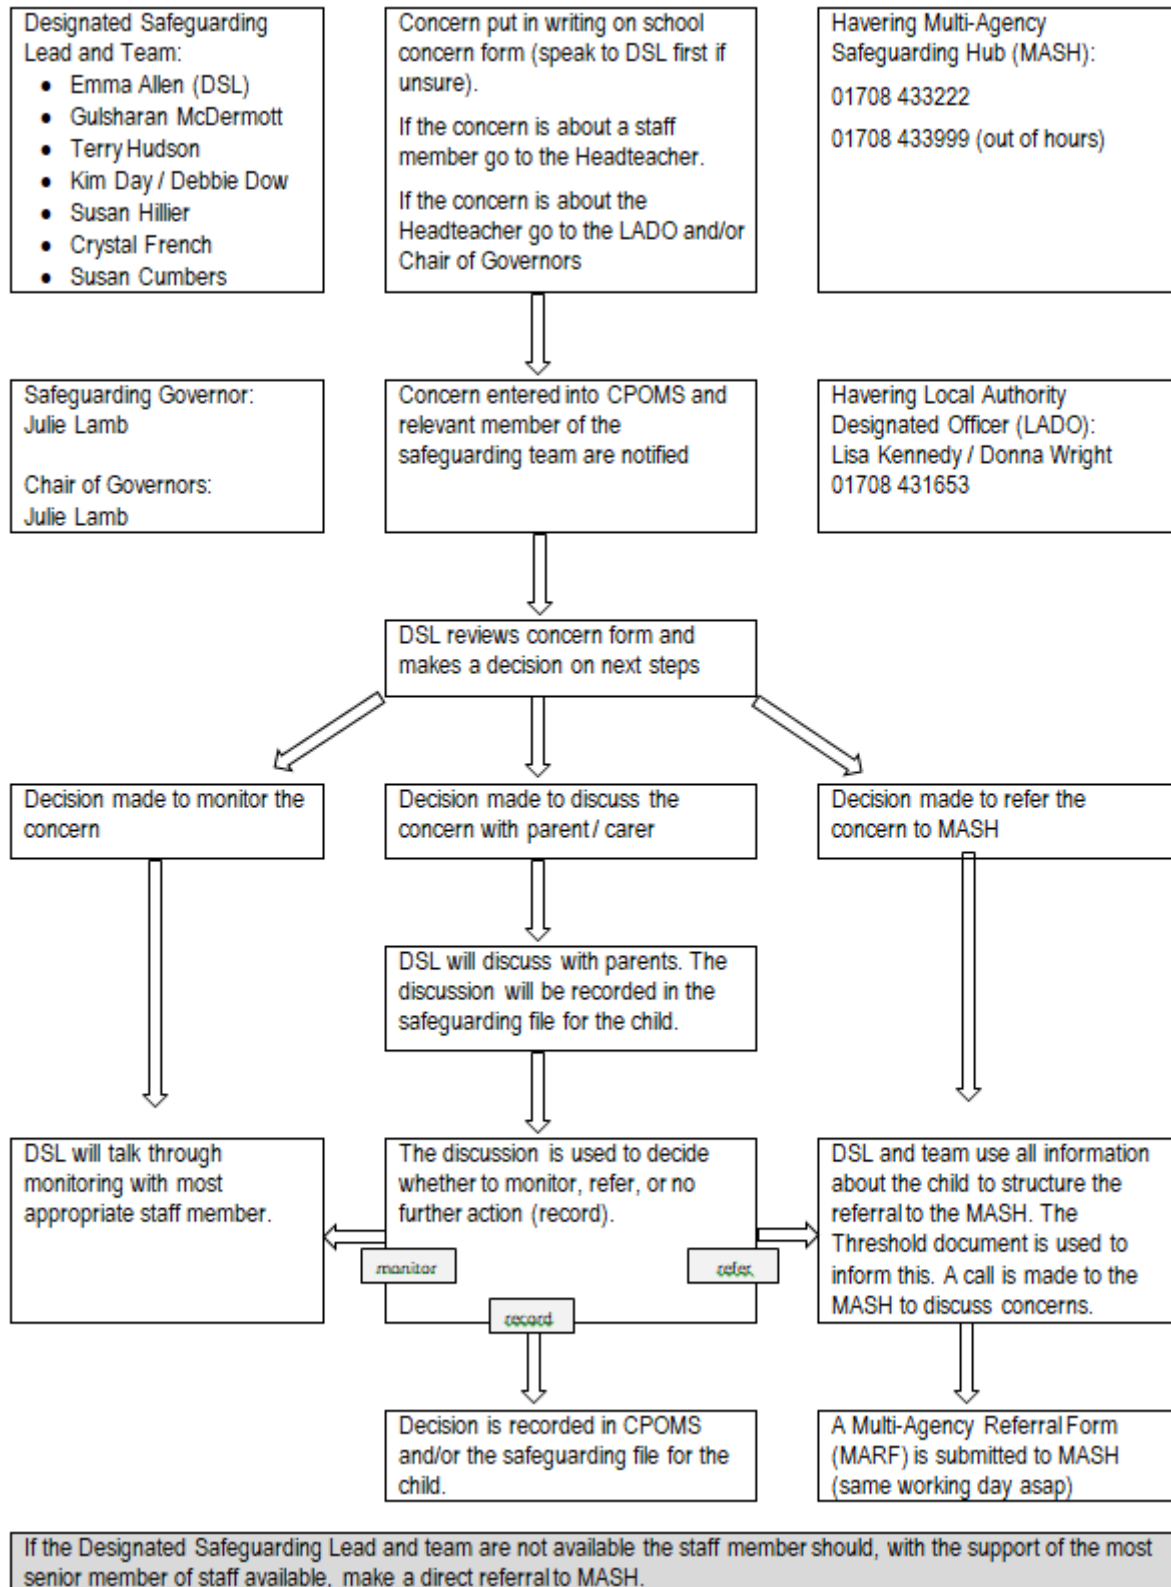 Designated Safeguarding
Lead and Team:
• Emma Allen (DSL)
• Gulsharan McDermott
• Terry Hudson
• Kim Day / Debbie Dow
• Susan Hillier
• Crystal French
• Susan Cumbers
Concern put in writing on school
concern form (speak to DSL first if
unsure).
If the concern is about a staff
member go to the Headteacher.
If the concern is about the
Headteacher go to the LADO and/or
Chair of Governors
Havering Multi-Agency
Safeguarding Hub (MASH):
01708 433222
01708 433999 (out of hours)
Safeguarding Governor:
Julie Lamb
Chair of Governors:
Julie Lamb
Concern entered into CPOMS and
relevant member of the
safeguarding team are notified
Havering Local Authority
Designated Officer (LADO):
Lisa Kennedy / Donna Wright
01708 431653
DSL reviews concern form and
makes a decision on next steps
Decision made to monitor the
concern
Decision made to discuss the
concern with parent / carer
Decision made to refer the
concern to MASH
DSL will discuss with parents. The
discussion will be recorded in the
safeguarding file for the child.
DSL will talk through
monitoring with most
appropriate staff member.
The discussion is used to decide
whether to monitor, refer, or no
further action (record).
monitor
refer
record
DSL and team use all information
about the child to structure the
referral to the MASH. The
Threshold document is used to
inform this. A call is made to the
MASH to discuss concerns.
Decision is recorded in CPOMS
and/or the safeguarding file for the
child.
A Multi-Agency Referral Form
(MARF) is submitted to MASH
(same working day asap)
If the Designated Safeguarding Lead and team are not available the staff member should, with the support of the most
senior member of staff available, make a direct referral to MASH.